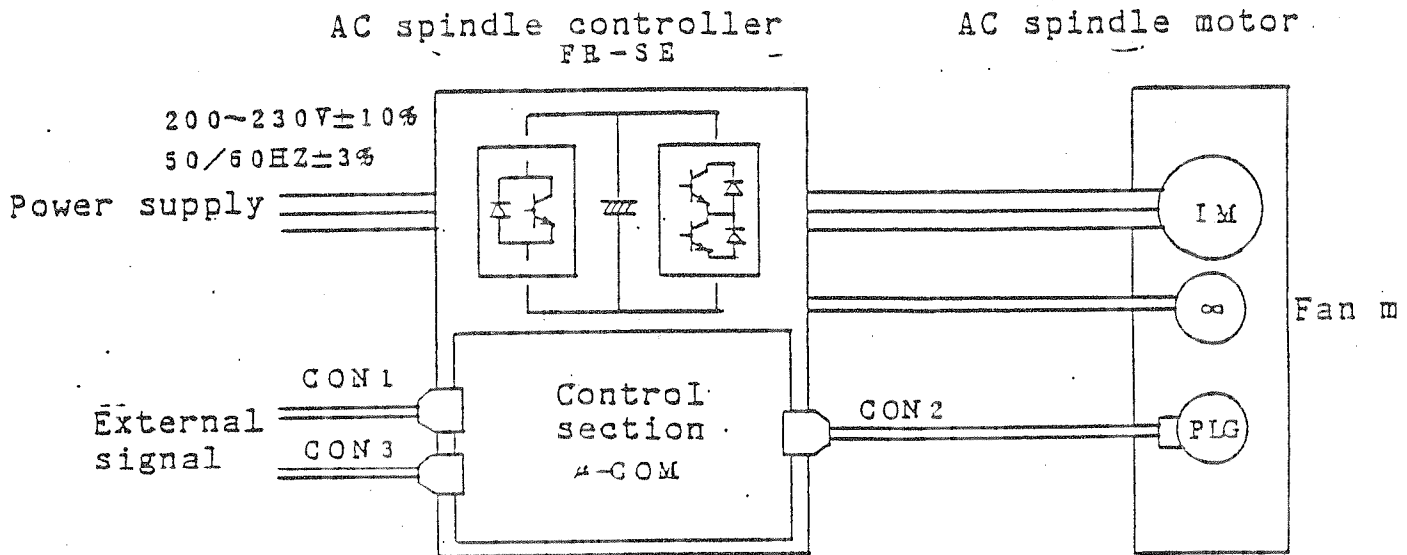 AC spindle controller
FR-SE
AC spindle motor
200~230V±10%
50/60HZ±3%
Power supply
IM
∞
Fan m
CON1
External
signal
CON3
Control
section
μ-COM
CON2
PLG